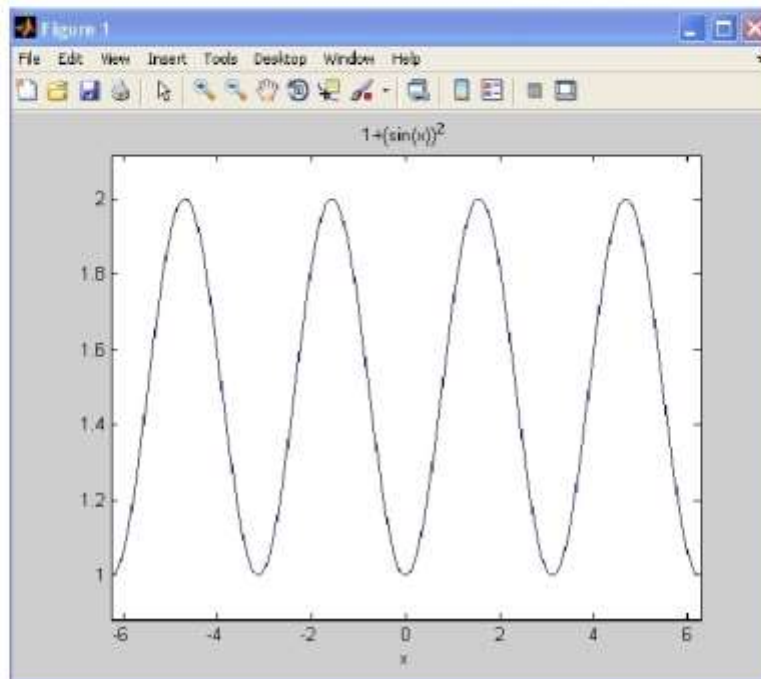 Figure 1
File Edit View Insert Tools Desktop Window Help
1+(sin(x))²
2
1.8
1.6
1.4
1.2
1
-6 -4 -2 0 2 4 6
x